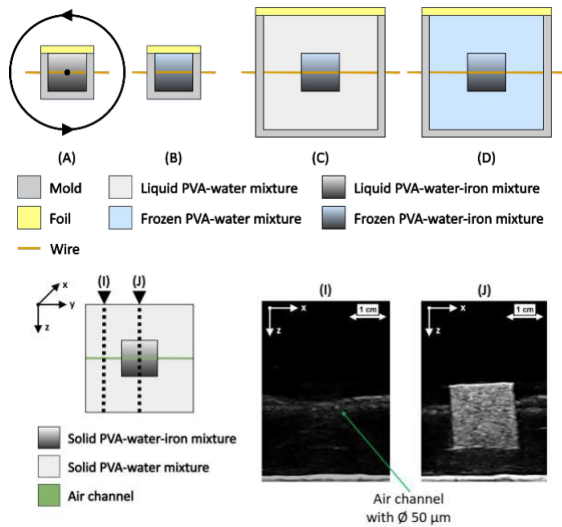 (A) (B) (C) (D)
Mold Liquid PVA-water mixture Liquid PVA-water-iron mixture
Foil Frozen PVA-water mixture Frozen PVA-water-iron mixture
Wire
(I) (J) (I) (J)
x x x
y 1 cm 1 cm
z z z
Solid PVA-water-iron mixture
Solid PVA-water mixture
Air channel
Air channel
with Ø 50 µm